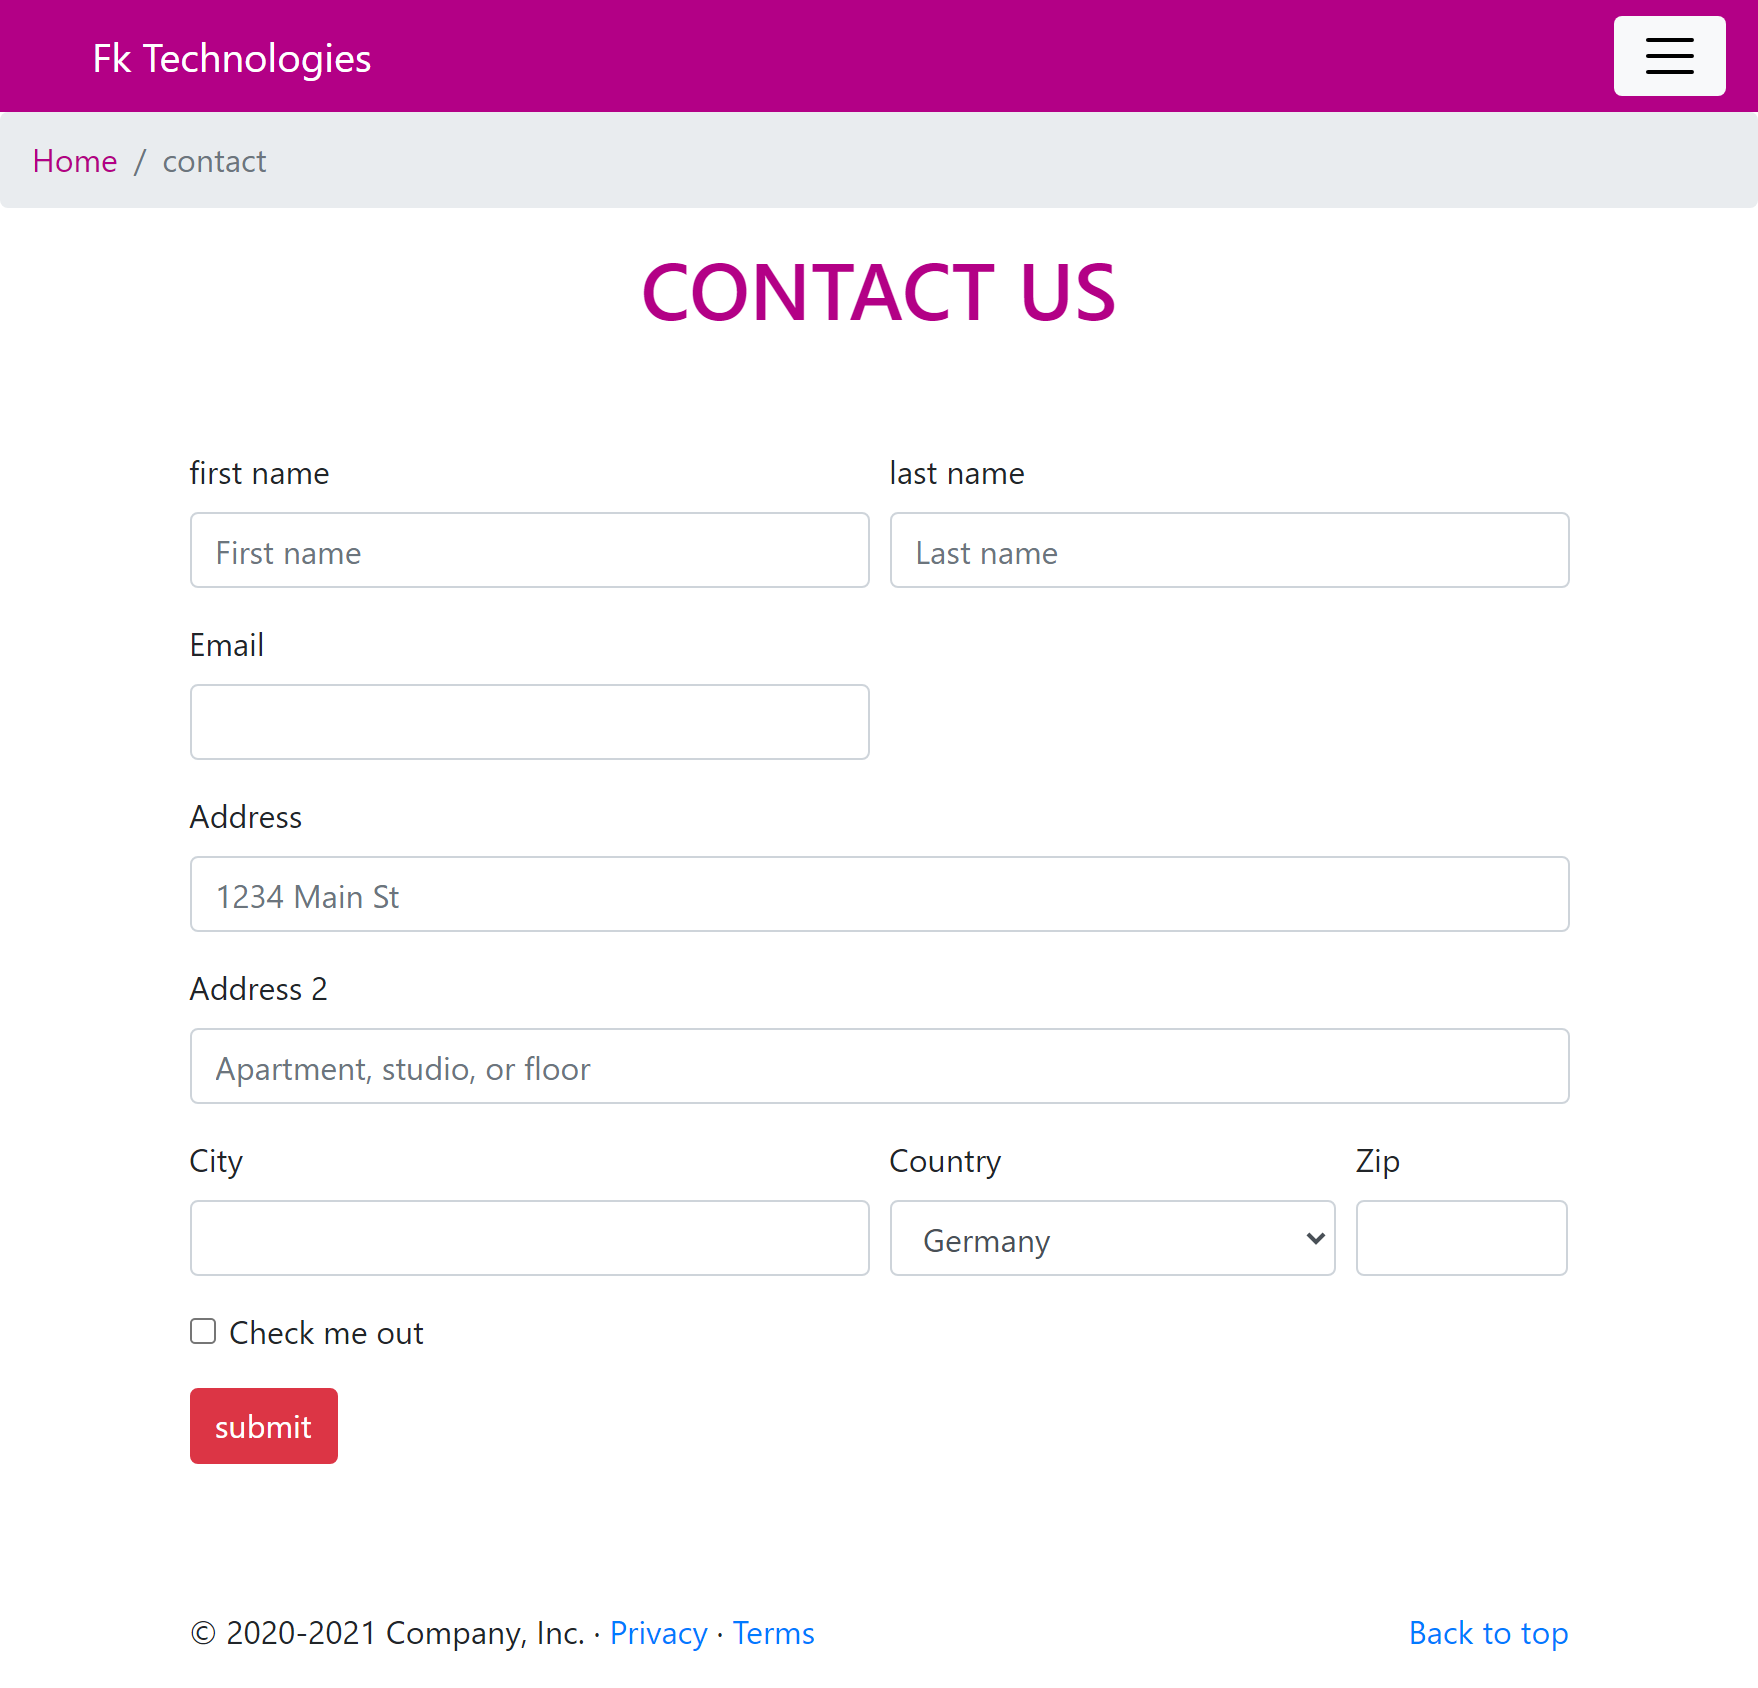 Fk Technologies
Home / contact
CONTACT US
first name
last name
First name
Last name
Email
Address
1234 Main St
Address 2
Apartment, studio, or floor
City
Country
Zip
Germany
Check me out
submit
© 2020-2021 Company, Inc. · Privacy · Terms
Back to top